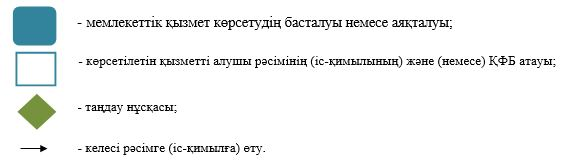 - мемлекеттік қызмет көрсетудің басталуы немесе аяқталуы;
- көрсетілетін қызметті алушы рәсімінің (іс-қимылының) және (немесе) ҚФБ атауы;
- таңдау нұсқасы;
- келесі рәсімге (іс-қимылға) өту.